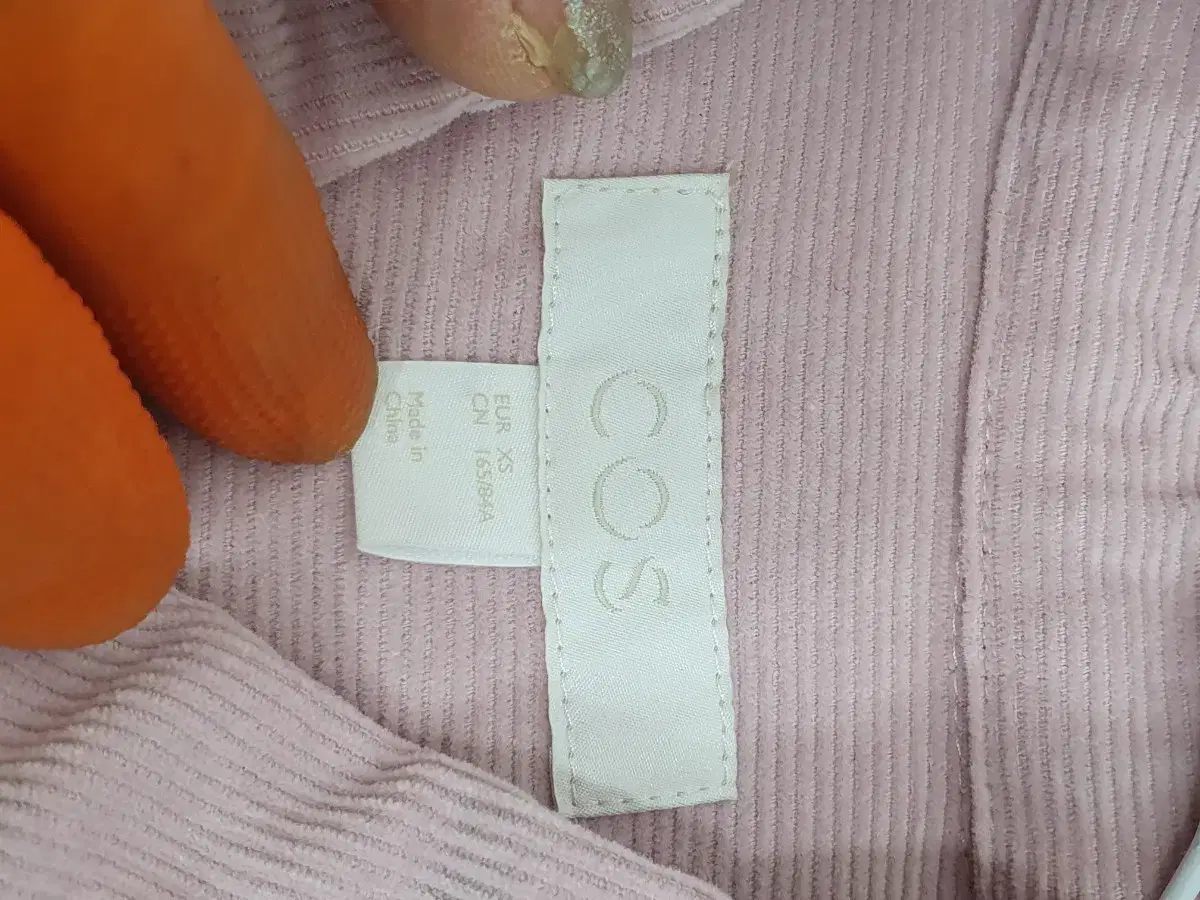 COS
EUR XS
CN 165/84A
Made in
China